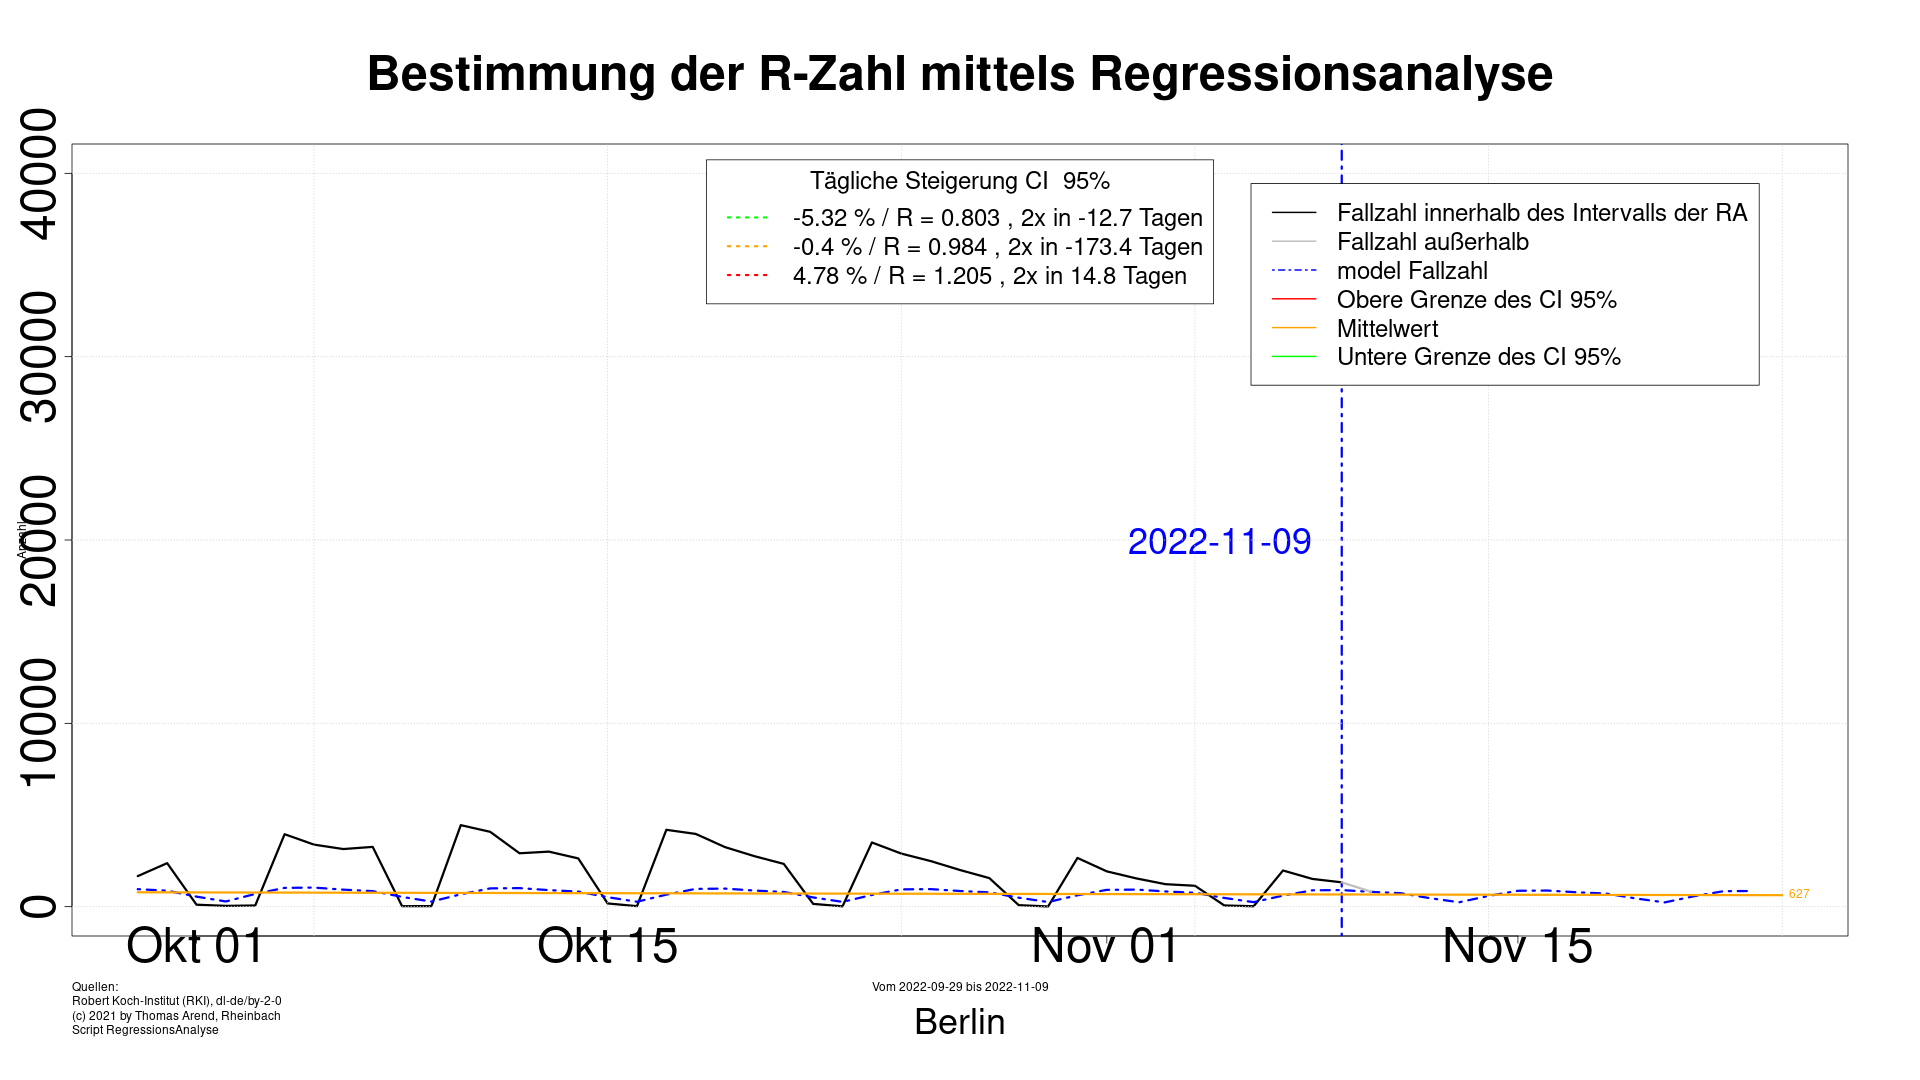 Bestimmung der R-Zahl mittels Regressionsanalyse
40000
30000
20000
10000
0
Anzahl
Tägliche Steigerung CI  95%
-5.32 % / R = 0.803 , 2x in -12.7 Tagen
-0.4 % / R = 0.984 , 2x in -173.4 Tagen
4.78 % / R = 1.205 , 2x in 14.8 Tagen
Fallzahl innerhalb des Intervalls der RA
Fallzahl außerhalb
model Fallzahl
Obere Grenze des CI 95%
Mittelwert
Untere Grenze des CI 95%
2022-11-09
627
Okt 01
Okt 15
Nov 01
Nov 15
Quellen:
Robert Koch-Institut (RKI), dl-de/by-2-0
(c) 2021 by Thomas Arend, Rheinbach
Script RegressionsAnalyse
Vom 2022-09-29 bis 2022-11-09
Berlin